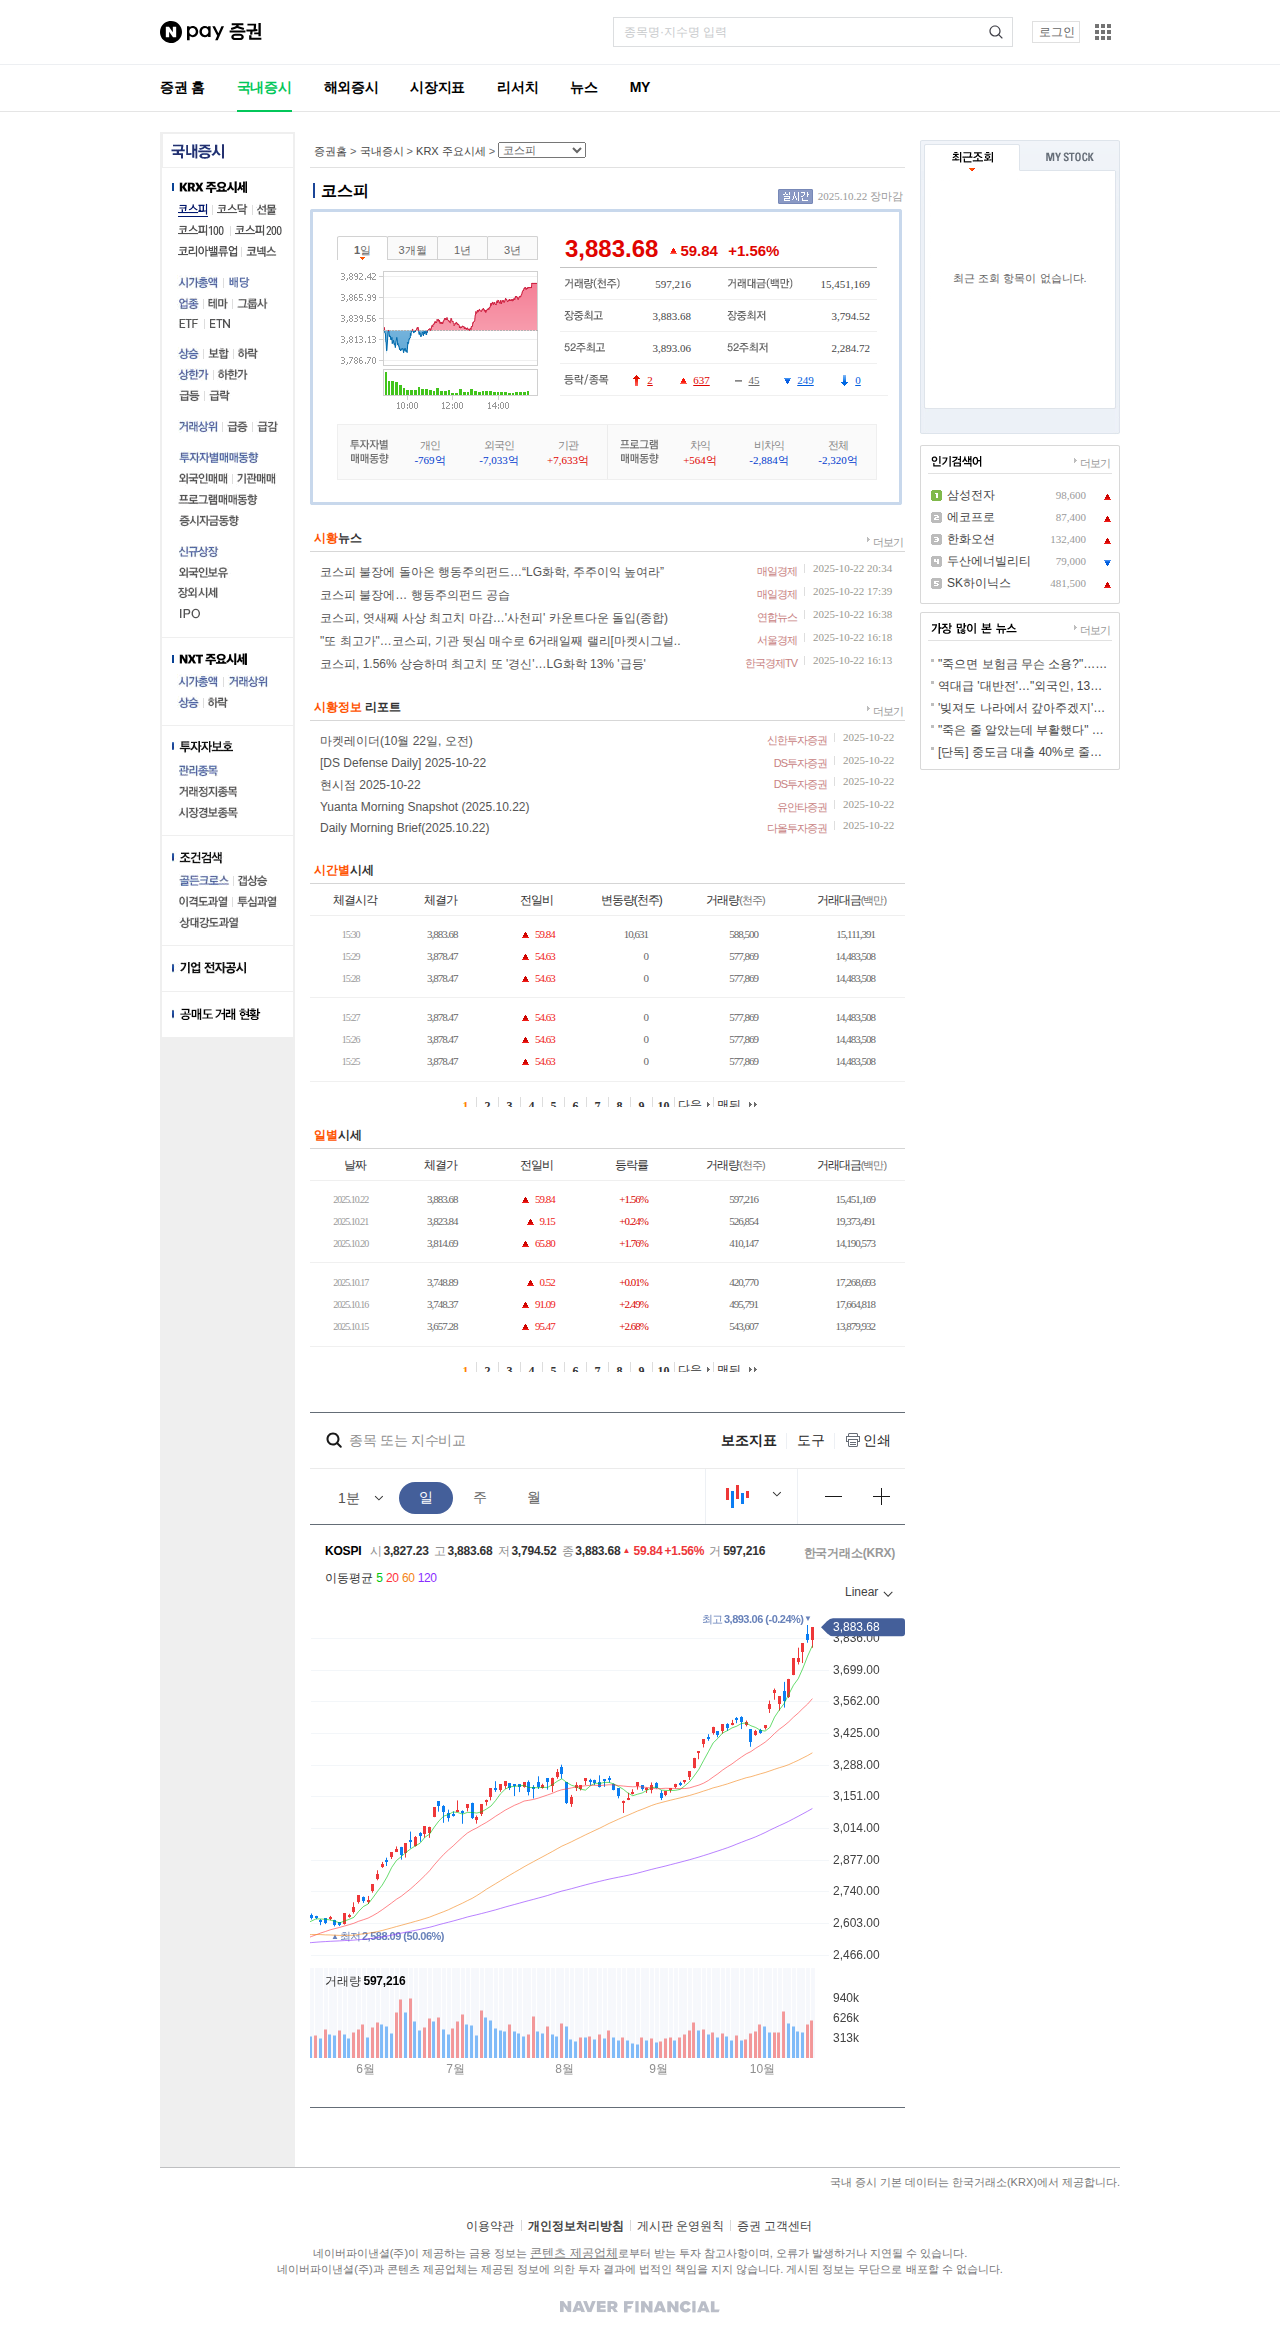 N pay 증권
종목명·지수명 입력
로그인
증권 홈 국내증시 해외증시 시장지표 리서치 뉴스 MY
국내증시
KRX 주요시세
코스피 코스닥 선물
코스피100 코스피200
코리아밸류업 코넥스
시가총액 배당
업종 테마 그룹사
ETF ETN
상승 보합 하락
상한가 하한가
급등 급락
거래상위 급증 급감
투자자별매매동향
외국인매매 기관매매
프로그램매매동향
증시자금동향
신규상장
외국인보유
장외시세
IPO
NXT 주요시세
시가총액 거래상위
상승 하락
투자자보호
관리종목
거래정지종목
시장경보종목
조건검색
골든크로스 갭상승
이격도과열 투심과열
상대강도과열
기업 전자공시
공매도 거래 현황
증권홈 > 국내증시 > KRX 주요시세 > 코스피
코스피
실시간 2025.10.22 장마감
1일 3개월 1년 3년
3,892.42
3,865.99
3,839.56
3,813.13
3,786.70
10:00 12:00 14:00
3,883.68 59.84 +1.56%
거래량(천주) 597,216 거래대금(백만) 15,451,169
장중최고 3,883.68 장중최저 3,794.52
52주최고 3,893.06 52주최저 2,284.72
등락/종목 2 637 45 249 0
투자자별 매매동향
개인 외국인 기관
-769억 -7,033억 +7,633억
프로그램 매매동향
차익 비차익 전체
+564억 -2,884억 -2,320억
시황뉴스 더보기
코스피 불장에 돌아온 행동주의펀드…“LG화학, 주주이익 높여라” 매일경제 2025-10-22 20:34
코스피 불장에… 행동주의펀드 공습 매일경제 2025-10-22 17:39
코스피, 엿새째 사상 최고치 마감…'사천피' 카운트다운 돌입(종합) 연합뉴스 2025-10-22 16:38
"또 최고가"…코스피, 기관 뒷심 매수로 6거래일째 랠리[마켓시그널.. 서울경제 2025-10-22 16:18
코스피, 1.56% 상승하며 최고치 또 '경신'…LG화학 13% '급등' 한국경제TV 2025-10-22 16:13
시황정보 리포트 더보기
마켓레이더(10월 22일, 오전) 신한투자증권 2025-10-22
[DS Defense Daily] 2025-10-22 DS투자증권 2025-10-22
현시점 2025-10-22 DS투자증권 2025-10-22
Yuanta Morning Snapshot (2025.10.22) 유안타증권 2025-10-22
Daily Morning Brief(2025.10.22) 다올투자증권 2025-10-22
시간별시세
체결시각 체결가 전일비 변동량(천주) 거래량(천주) 거래대금(백만)
15:30 3,883.68 59.84 10,631 588,500 15,111,391
15:29 3,878.47 54.63 0 577,869 14,483,508
15:28 3,878.47 54.63 0 577,869 14,483,508
15:27 3,878.47 54.63 0 577,869 14,483,508
15:26 3,878.47 54.63 0 577,869 14,483,508
15:25 3,878.47 54.63 0 577,869 14,483,508
1 2 3 4 5 6 7 8 9 10 다음 맨뒤
일별시세
날짜 체결가 전일비 등락률 거래량(천주) 거래대금(백만)
2025.10.22 3,883.68 59.84 +1.56% 597,216 15,451,169
2025.10.21 3,823.84 9.15 +0.24% 526,854 19,373,491
2025.10.20 3,814.69 65.80 +1.76% 410,147 14,190,573
2025.10.17 3,748.89 0.52 +0.01% 420,770 17,268,693
2025.10.16 3,748.37 91.09 +2.49% 495,791 17,664,818
2025.10.15 3,657.28 95.47 +2.68% 543,607 13,879,932
1 2 3 4 5 6 7 8 9 10 다음 맨뒤
종목 또는 지수비교 보조지표 도구 인쇄
1분 일 주 월
KOSPI 시 3,827.23 고 3,883.68 저 3,794.52 종 3,883.68 59.84 +1.56% 거 597,216 한국거래소(KRX)
이동평균 5 20 60 120
Linear
최고 3,893.06 (-0.24%)
3,883.68
3,836.00
3,699.00
3,562.00
3,425.00
3,288.00
3,151.00
3,014.00
2,877.00
2,740.00
2,603.00
2,466.00
최저 2,588.09 (50.06%)
거래량 597,216
940k
626k
313k
6월 7월 8월 9월 10월
최근조회 MY STOCK
최근 조회 항목이 없습니다.
인기검색어 더보기
1 삼성전자 98,600
2 에코프로 87,400
3 한화오션 132,400
4 두산에너빌리티 79,000
5 SK하이닉스 481,500
가장 많이 본 뉴스 더보기
"죽으면 보험금 무슨 소용?"……
역대급 '대반전'…"외국인, 13…
'빚져도 나라에서 갚아주겠지'…
"죽은 줄 알았는데 부활했다" …
[단독] 중도금 대출 40%로 줄…
국내 증시 기본 데이터는 한국거래소(KRX)에서 제공합니다.
이용약관 개인정보처리방침 게시판 운영원칙 증권 고객센터
네이버파이낸셜(주)이 제공하는 금융 정보는 콘텐츠 제공업체로부터 받는 투자 참고사항이며, 오류가 발생하거나 지연될 수 있습니다.
네이버파이낸셜(주)과 콘텐츠 제공업체는 제공된 정보에 의한 투자 결과에 법적인 책임을 지지 않습니다. 게시된 정보는 무단으로 배포할 수 없습니다.
NAVER FINANCIAL